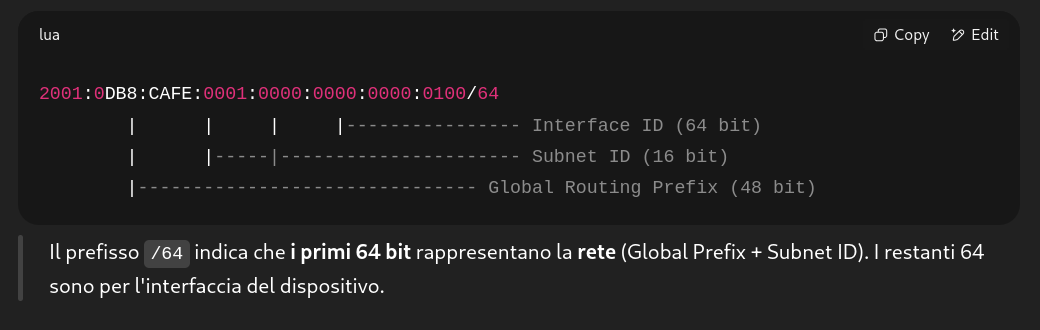 lua Copy Edit
2001:0DB8:CAFE:0001:0000:0000:0000:0100/64
| | | |---------------- Interface ID (64 bit)
| |-----|---------------------- Subnet ID (16 bit)
|------------------------------- Global Routing Prefix (48 bit)
Il prefisso /64 indica che i primi 64 bit rappresentano la rete (Global Prefix + Subnet ID). I restanti 64
sono per l'interfaccia del dispositivo.